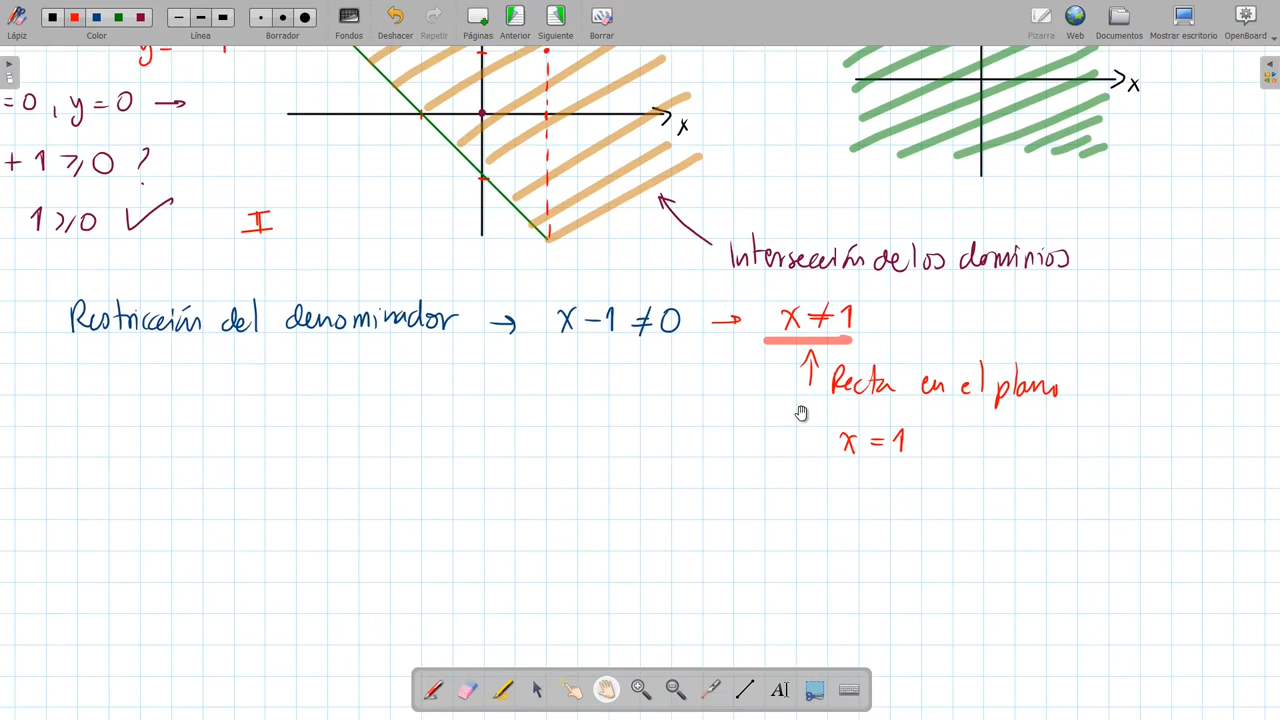 Lápiz Color Línea Borrador Fondos Deshacer Repetir Páginas Anterior Siguiente Borrar Pizarra Web Documentos Mostrar escritorio OpenBoard
= 0 , y = 0 →
+ 1 ⩾ 0 ?
1 ⩾ 0 ✓
I
x
x
Intersección de los dominios
Restricción del denominador → x - 1 ≠ 0 → x ≠ 1
↑ Recta en el plano
x = 1